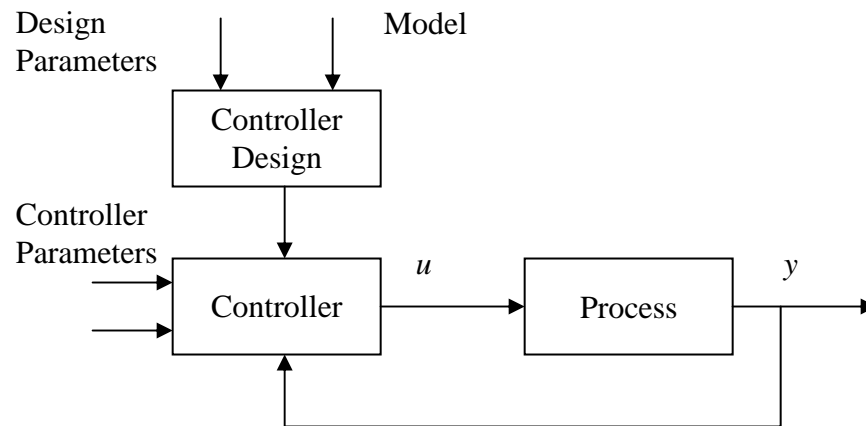 Design
Parameters
Model
Controller
Design
Controller
Parameters
Controller
u
Process
y